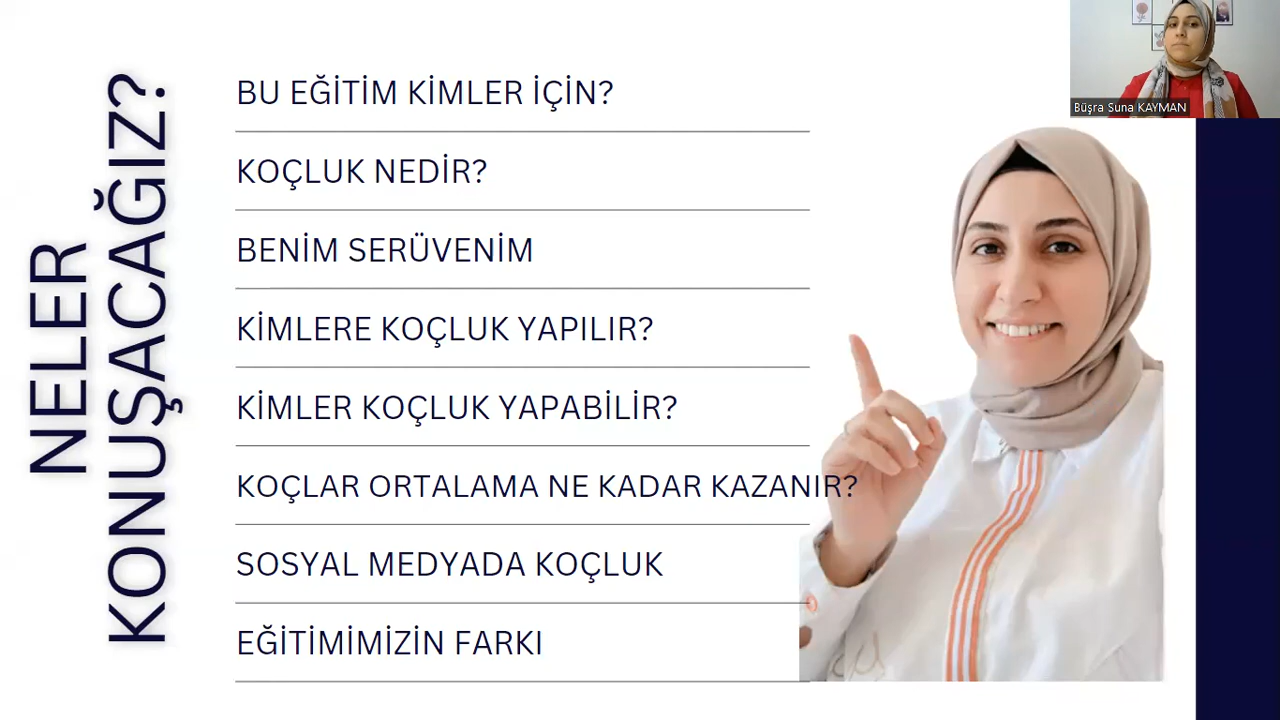 NELER
KONUŞACAĞIZ?
BU EĞİTİM KİMLER İÇİN?
KOÇLUK NEDİR?
BENİM SERÜVENİM
KİMLERE KOÇLUK YAPILIR?
KİMLER KOÇLUK YAPABİLİR?
KOÇLAR ORTALAMA NE KADAR KAZANIR?
SOSYAL MEDYADA KOÇLUK
EĞİTİMİMİZİN FARKI
Büşra Suna KAYMAN